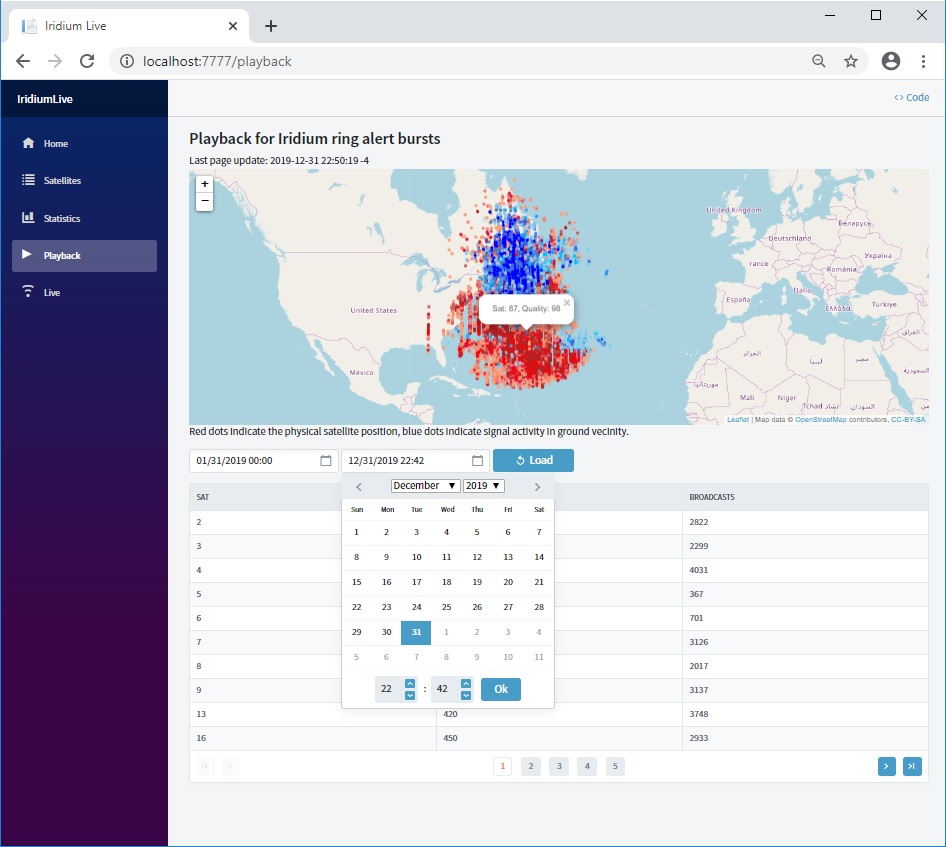 Iridium Live
localhost:7777/playback
IridiumLive
<> Code
Home
Satellites
Statistics
Playback
Live
Playback for Iridium ring alert bursts
Last page update: 2019-12-31 22:50:19 -4
+
−
United Kingdom
Беларусь
Deutschland
Україна
rance
România
Italia
United States
España
Ελλάδα
Türkiye
Sat: 87, Quality: 98 ×
العراق
الجزائر
ليبيا
مصر
السعودية
México
موريتانيا
Mali
Niger
Tchad تشاد
السودان
Leaflet | Map data © OpenStreetMap contributors, CC-BY-SA
Red dots indicate the physical satellite position, blue dots indicate signal activity in ground vecinity.
01/31/2019 00:00
12/31/2019 22:42
Load
December 2019
SAT
BROADCASTS
Sun Mon Tue Wed Thu Fri Sat
1 2 3 4 5 6 7
8 9 10 11 12 13 14
15 16 17 18 19 20 21
22 23 24 25 26 27 28
29 30 31 1 2 3 4
5 6 7 8 9 10 11
22 : 42 Ok
2 2822
3 2299
4 4031
5 367
6 701
7 3126
8 2017
9 3137
13 420 3748
16 450 2933
1 2 3 4 5